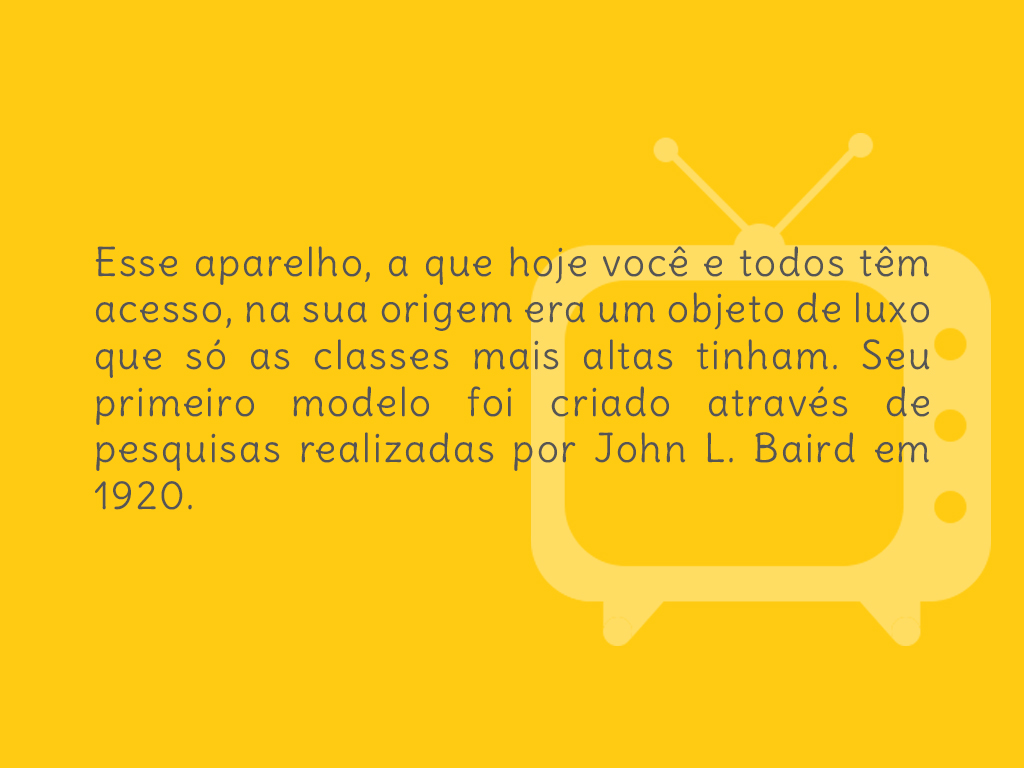 Esse aparelho, a que hoje você e todos têm
acesso, na sua origem era um objeto de luxo
que só as classes mais altas tinham. Seu
primeiro modelo foi criado através de
pesquisas realizadas por John L. Baird em
1920.